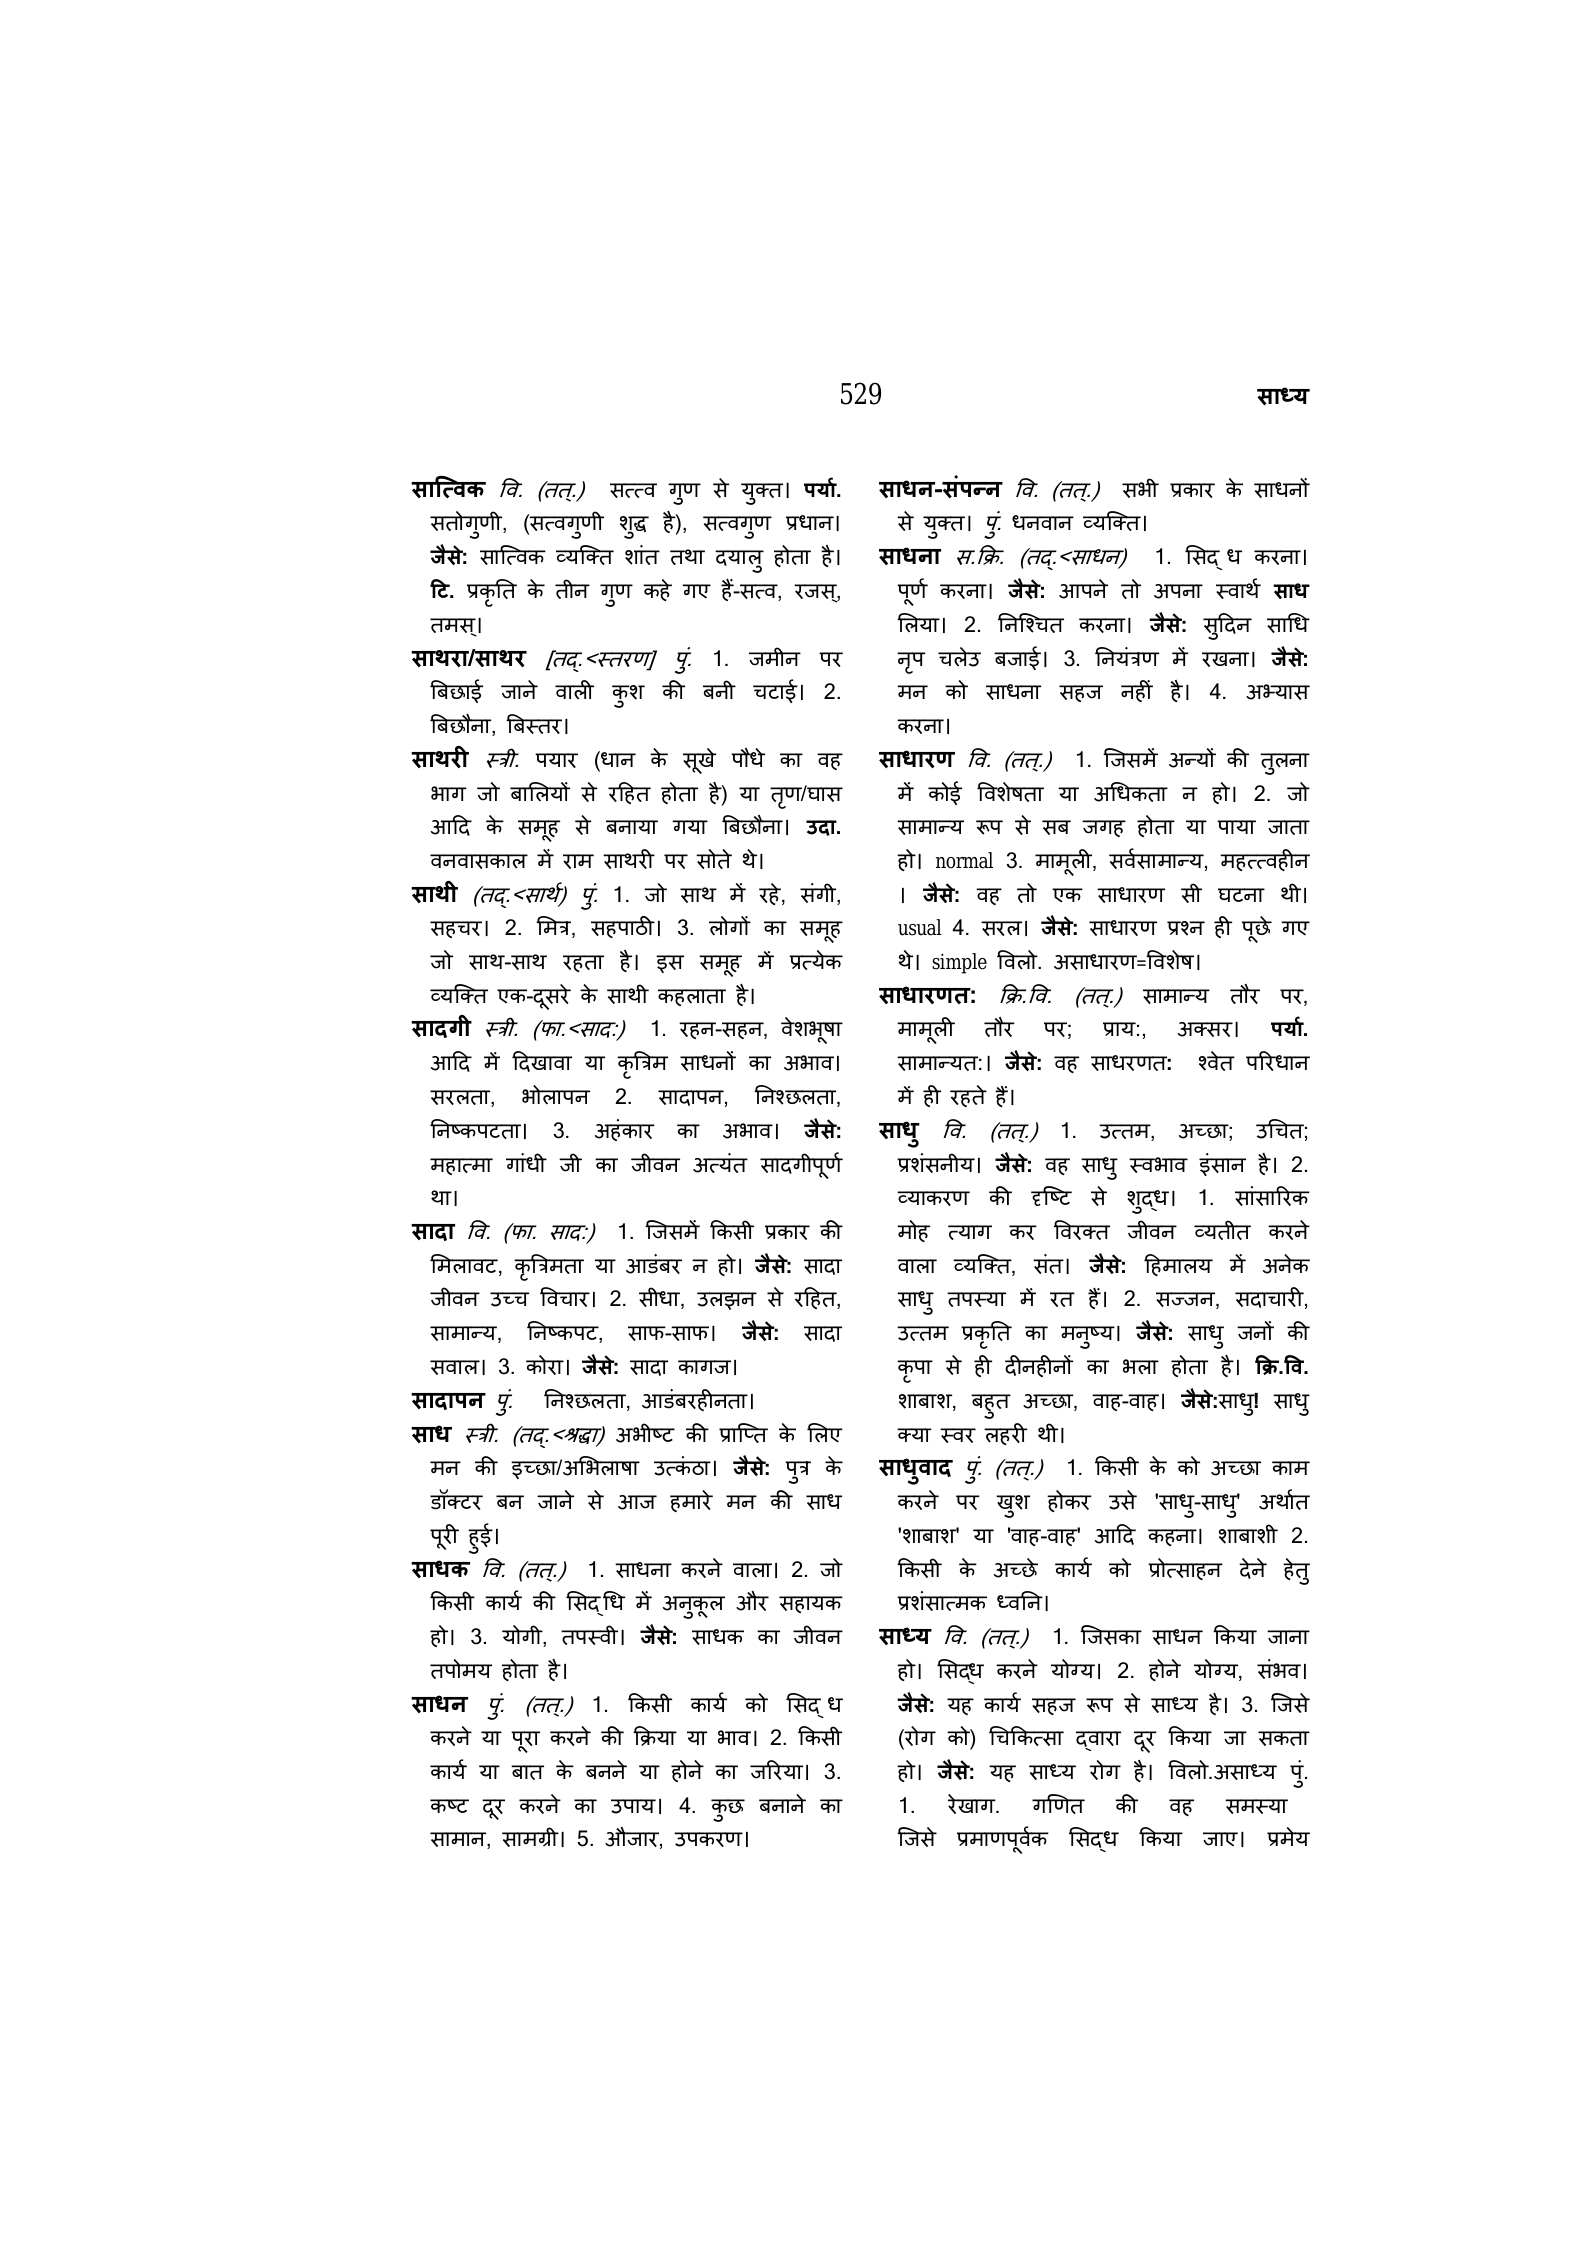 529
साध्य
सात्विक वि. (तत्.) सत्त्व गुण से युक्त। पर्या.
सतोगुणी, (सत्वगुणी शुद्ध है), सत्वगुण प्रधान।
जैसे: सात्विक व्यक्ति शांत तथा दयालु होता है।
टि. प्रकृति के तीन गुण कहे गए हैं-सत्व, रजस्,
तमस्।
साथरा/साथर [तद्.<स्तरण] पुं. 1. जमीन पर
बिछाई जाने वाली कुश की बनी चटाई। 2.
बिछौना, बिस्तर।
साथरी स्त्री. पयार (धान के सूखे पौधे का वह
भाग जो बालियों से रहित होता है) या तृण/घास
आदि के समूह से बनाया गया बिछौना। उदा.
वनवासकाल में राम साथरी पर सोते थे।
साथी (तद्.<सार्थ) पुं. 1. जो साथ में रहे, संगी,
सहचर। 2. मित्र, सहपाठी। 3. लोगों का समूह
जो साथ-साथ रहता है। इस समूह में प्रत्येक
व्यक्ति एक-दूसरे के साथी कहलाता है।
सादगी स्त्री. (फा.<साद:) 1. रहन-सहन, वेशभूषा
आदि में दिखावा या कृत्रिम साधनों का अभाव।
सरलता, भोलापन 2. सादापन, निश्छलता,
निष्कपटता। 3. अहंकार का अभाव। जैसे:
महात्मा गांधी जी का जीवन अत्यंत सादगीपूर्ण
था।
सादा वि. (फा. साद:) 1. जिसमें किसी प्रकार की
मिलावट, कृत्रिमता या आडंबर न हो। जैसे: सादा
जीवन उच्च विचार। 2. सीधा, उलझन से रहित,
सामान्य, निष्कपट, साफ-साफ। जैसे: सादा
सवाल। 3. कोरा। जैसे: सादा कागज।
सादापन पुं. निश्छलता, आडंबरहीनता।
साध स्त्री. (तद्.<श्रद्धा) अभीष्ट की प्राप्ति के लिए
मन की इच्छा/अभिलाषा उत्कंठा। जैसे: पुत्र के
डॉक्टर बन जाने से आज हमारे मन की साध
पूरी हुई।
साधक वि. (तत्.) 1. साधना करने वाला। 2. जो
किसी कार्य की सिद्धि में अनुकूल और सहायक
हो। 3. योगी, तपस्वी। जैसे: साधक का जीवन
तपोमय होता है।
साधन पुं. (तत्.) 1. किसी कार्य को सिद् ध
करने या पूरा करने की क्रिया या भाव। 2. किसी
कार्य या बात के बनने या होने का जरिया। 3.
कष्ट दूर करने का उपाय। 4. कुछ बनाने का
सामान, सामग्री। 5. औजार, उपकरण।
साधन-संपन्न वि. (तत्.) सभी प्रकार के साधनों
से युक्त। पुं. धनवान व्यक्ति।
साधना स.क्रि. (तद्.<साधन) 1. सिद् ध करना।
पूर्ण करना। जैसे: आपने तो अपना स्वार्थ साध
लिया। 2. निश्चित करना। जैसे: सुदिन साधि
नृप चलेउ बजाई। 3. नियंत्रण में रखना। जैसे:
मन को साधना सहज नहीं है। 4. अभ्यास
करना।
साधारण वि. (तत्.) 1. जिसमें अन्यों की तुलना
में कोई विशेषता या अधिकता न हो। 2. जो
सामान्य रूप से सब जगह होता या पाया जाता
हो। normal 3. मामूली, सर्वसामान्य, महत्त्वहीन
। जैसे: वह तो एक साधारण सी घटना थी।
usual 4. सरल। जैसे: साधारण प्रश्न ही पूछे गए
थे। simple विलो. असाधारण=विशेष।
साधारणत: क्रि.वि. (तत्.) सामान्य तौर पर,
मामूली तौर पर; प्राय:, अक्सर। पर्या.
सामान्यत:। जैसे: वह साधरणत: श्वेत परिधान
में ही रहते हैं।
साधु वि. (तत्.) 1. उत्तम, अच्छा; उचित;
प्रशंसनीय। जैसे: वह साधु स्वभाव इंसान है। 2.
व्याकरण की दृष्टि से शुद्ध। 1. सांसारिक
मोह त्याग कर विरक्त जीवन व्यतीत करने
वाला व्यक्ति, संत। जैसे: हिमालय में अनेक
साधु तपस्या में रत हैं। 2. सज्जन, सदाचारी,
उत्तम प्रकृति का मनुष्य। जैसे: साधु जनों की
कृपा से ही दीनहीनों का भला होता है। क्रि.वि.
शाबाश, बहुत अच्छा, वाह-वाह। जैसे:साधु! साधु
क्या स्वर लहरी थी।
साधुवाद पुं. (तत्.) 1. किसी के को अच्छा काम
करने पर खुश होकर उसे 'साधु-साधु' अर्थात
'शाबाश' या 'वाह-वाह' आदि कहना। शाबाशी 2.
किसी के अच्छे कार्य को प्रोत्साहन देने हेतु
प्रशंसात्मक ध्वनि।
साध्य वि. (तत्.) 1. जिसका साधन किया जाना
हो। सिद्ध करने योग्य। 2. होने योग्य, संभव।
जैसे: यह कार्य सहज रूप से साध्य है। 3. जिसे
(रोग को) चिकित्सा द्वारा दूर किया जा सकता
हो। जैसे: यह साध्य रोग है। विलो.असाध्य पुं.
1. रेखाग. गणित की वह समस्या
जिसे प्रमाणपूर्वक सिद्ध किया जाए। प्रमेय